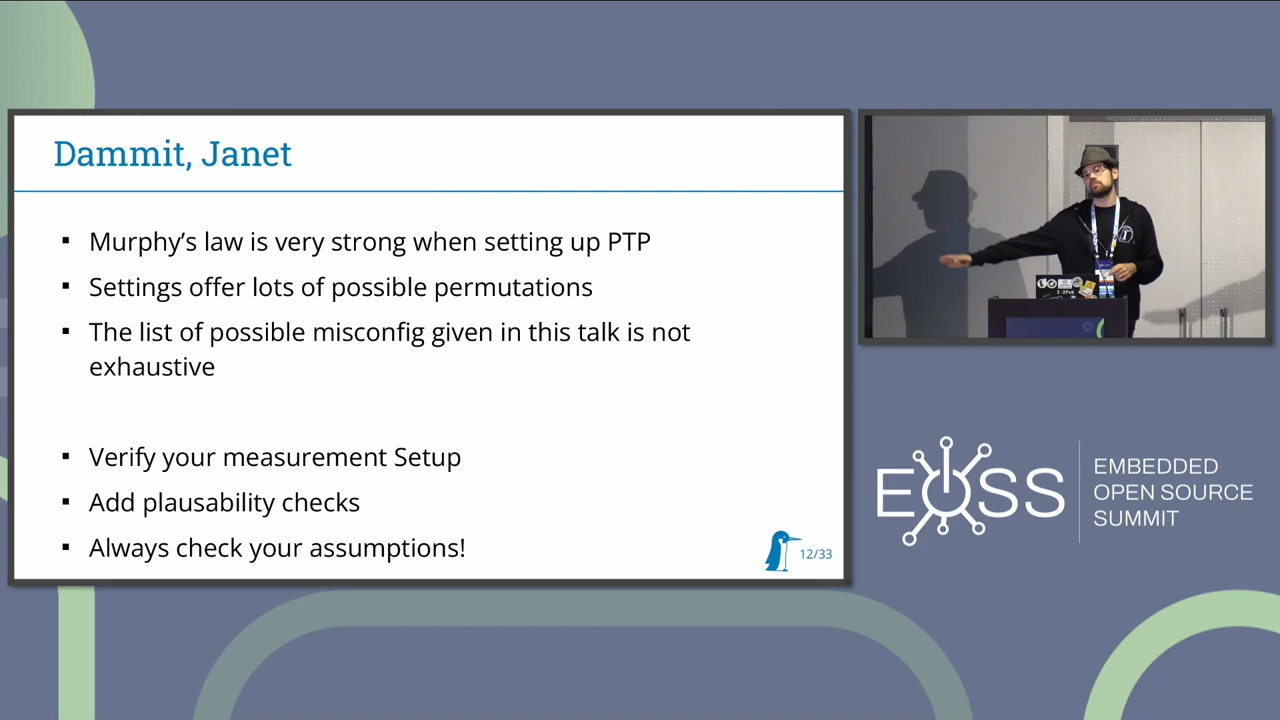 Dammit, Janet
Murphy's law is very strong when setting up PTP
Settings offer lots of possible permutations
The list of possible misconfig given in this talk is not
exhaustive
Verify your measurement Setup
Add plausability checks
Always check your assumptions!
12/33
EOSS
EMBEDDED
OPEN SOURCE
SUMMIT